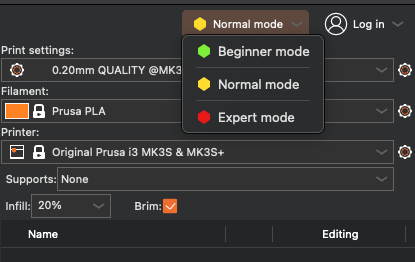 Normal mode
Log in
Beginner mode
Print settings:
0.20mm QUALITY @MK3
Normal mode
Filament:
Prusa PLA
Expert mode
Printer:
Original Prusa i3 MK3S & MK3S+
Supports: None
Infill: 20% Brim:
Name Editing